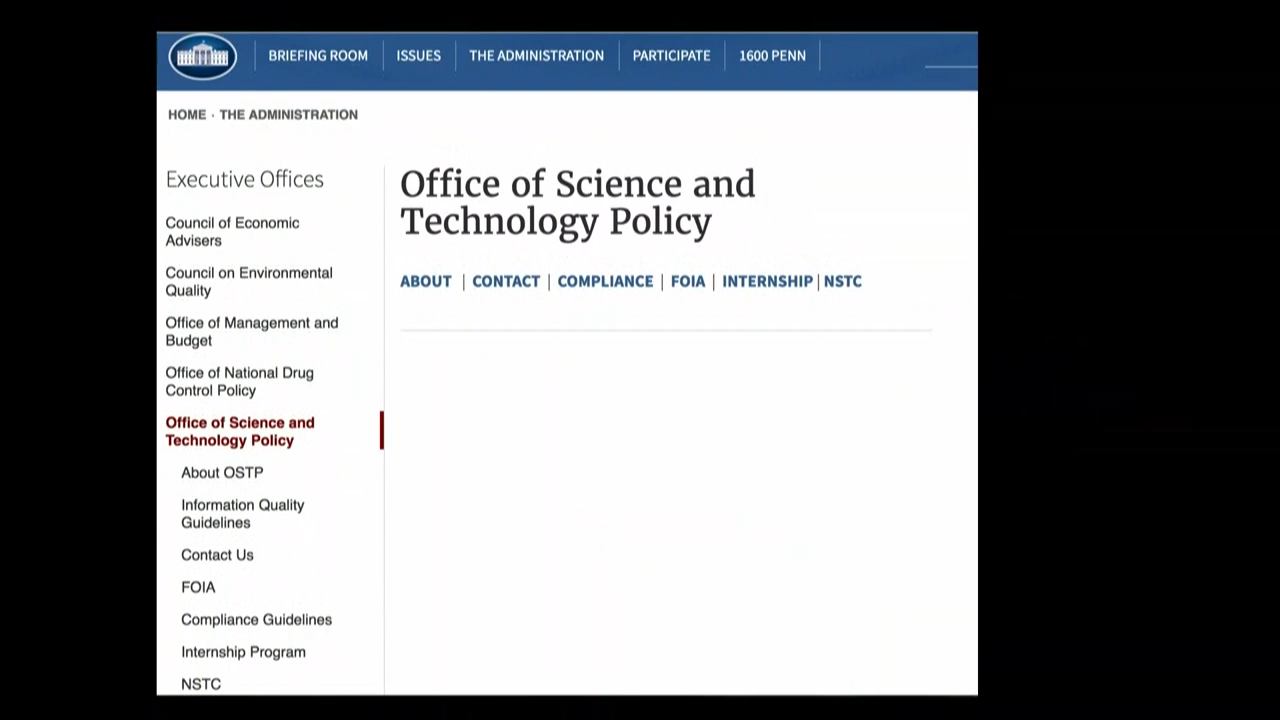 BRIEFING ROOM ISSUES THE ADMINISTRATION PARTICIPATE 1600 PENN
HOME · THE ADMINISTRATION
Executive Offices
Council of Economic
Advisers
Council on Environmental
Quality
Office of Management and
Budget
Office of National Drug
Control Policy
Office of Science and
Technology Policy
About OSTP
Information Quality
Guidelines
Contact Us
FOIA
Compliance Guidelines
Internship Program
NSTC
Office of Science and
Technology Policy
ABOUT | CONTACT | COMPLIANCE | FOIA | INTERNSHIP | NSTC